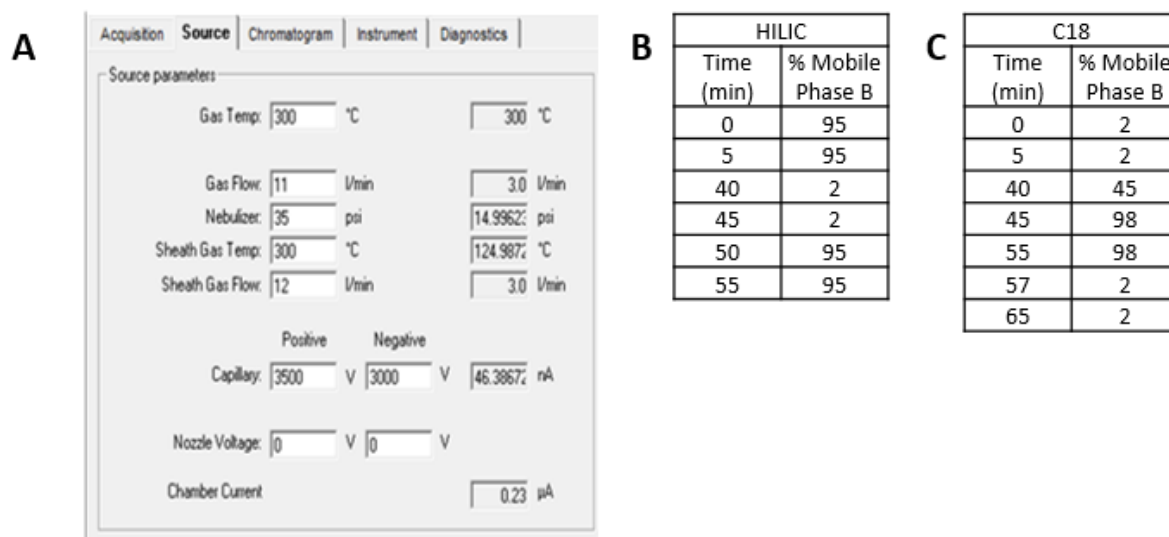 A
Acquisition Source Chromatogram Instrument Diagnostics
Source parameters
Gas Temp: 300 °C 300 °C
Gas Flow: 11 l/min 3.0 l/min
Nebulizer: 35 psi 14.9962 psi
Sheath Gas Temp: 300 °C 124.987 °C
Sheath Gas Flow: 12 l/min 3.0 l/min
Positive Negative
Capillary: 3500 V 3000 V 46.3867 nA
Nozzle Voltage: 0 V 0 V
Chamber Current 0.23 µA
B
HILIC
Time (min) % Mobile Phase B
0 95
5 95
40 2
45 2
50 95
55 95
C
C18
Time (min) % Mobile Phase B
0 2
5 2
40 45
45 98
55 98
57 2
65 2